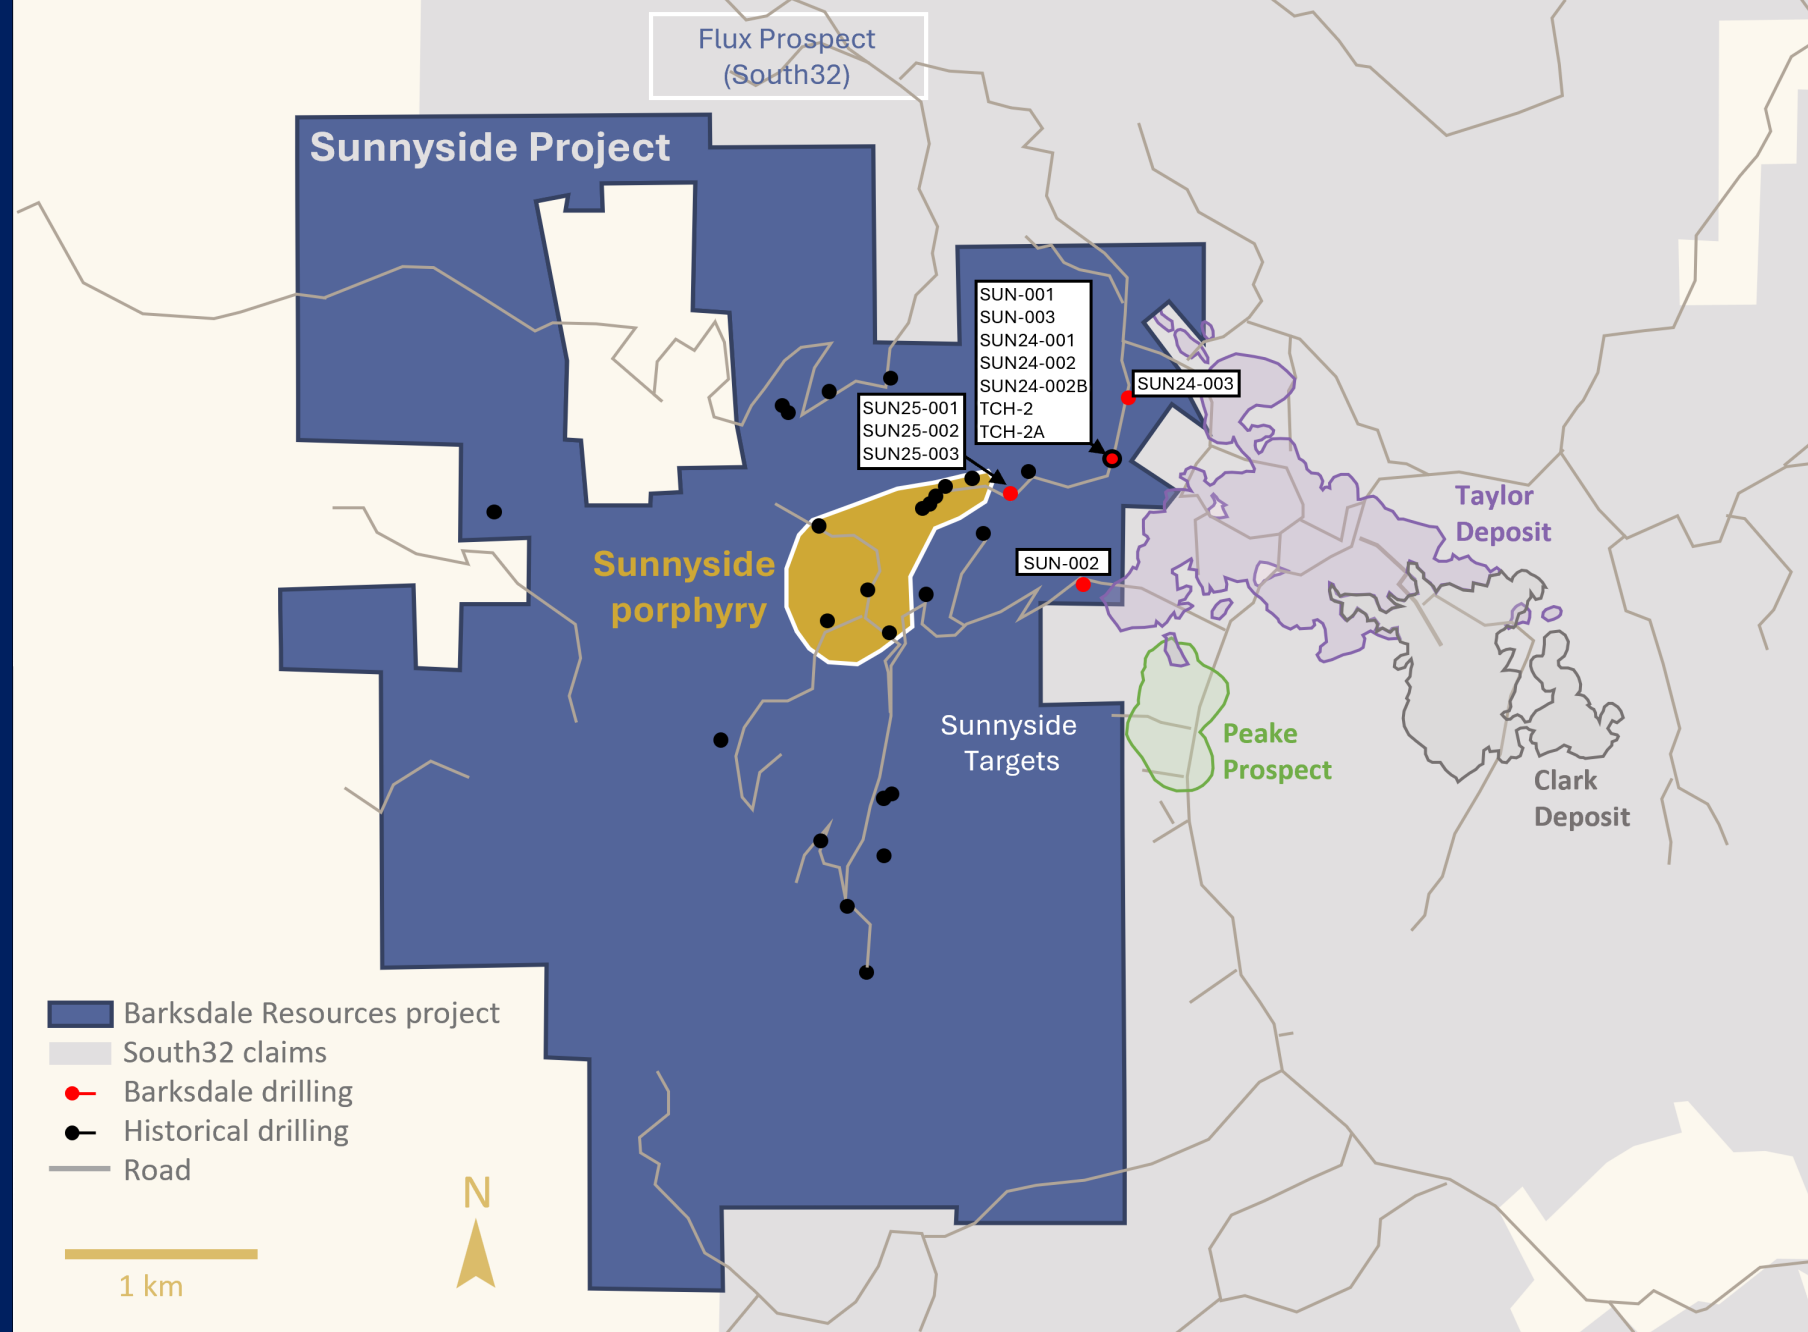 Flux Prospect
(South32)
Sunnyside Project
SUN-001
SUN-003
SUN24-001
SUN24-002
SUN24-002B
TCH-2
TCH-2A
SUN24-003
SUN25-001
SUN25-002
SUN25-003
Taylor
Deposit
SUN-002
Sunnyside
porphyry
Sunnyside
Targets
Peake
Prospect
Clark
Deposit
Barksdale Resources project
South32 claims
Barksdale drilling
Historical drilling
Road
N
1 km